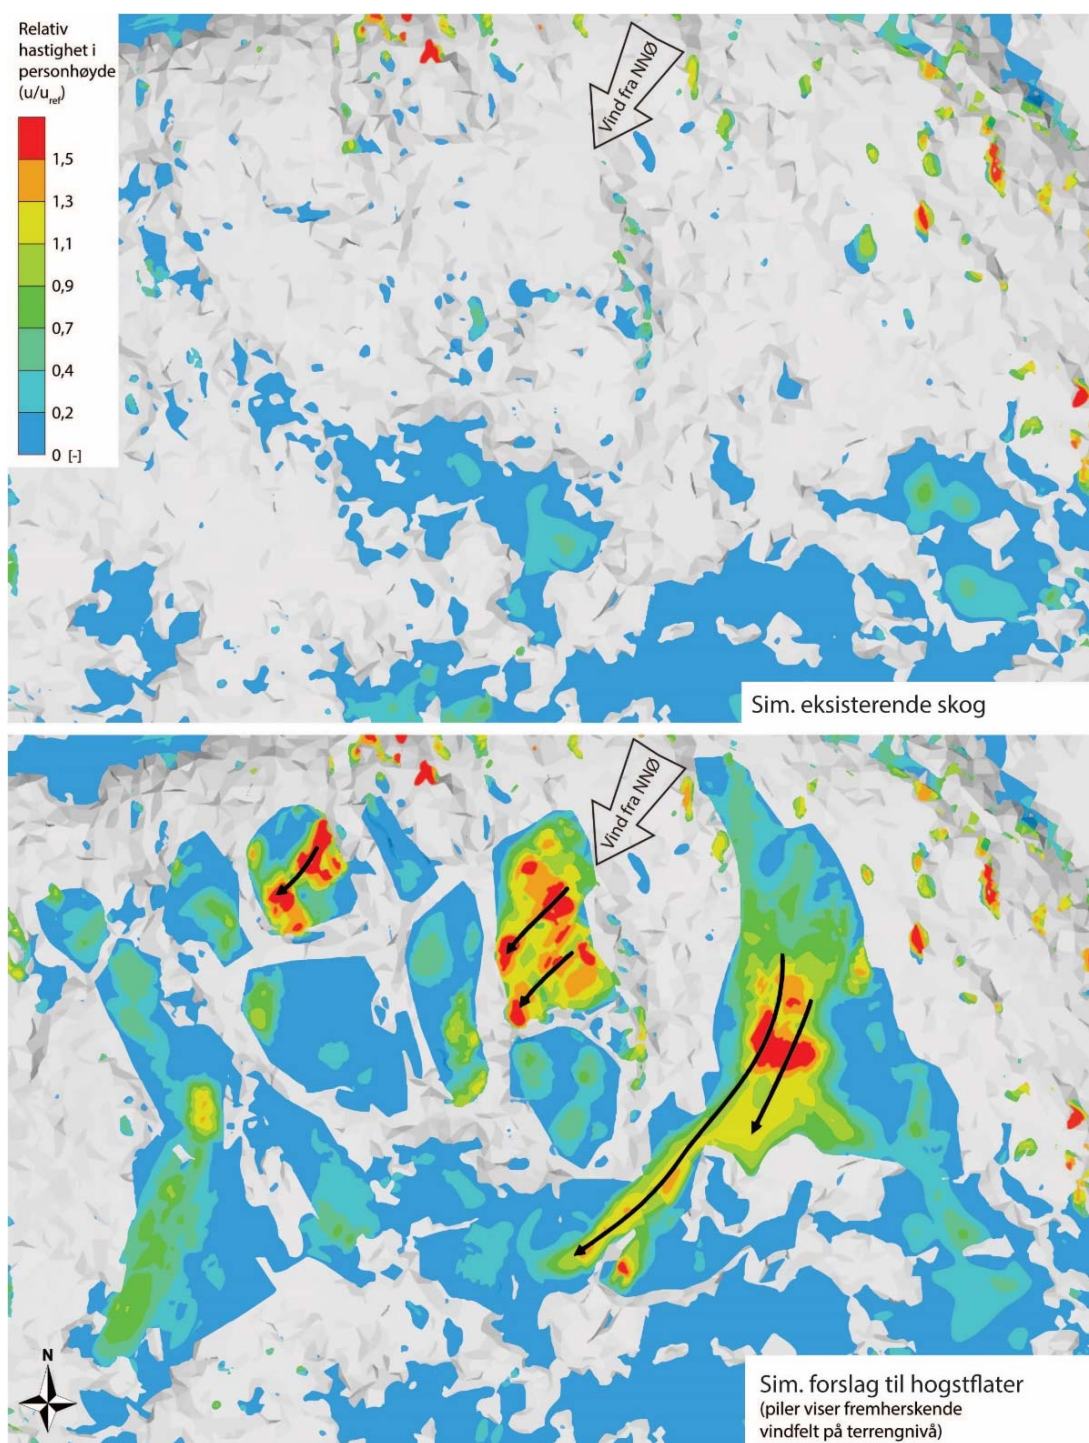 Relativ
hastighet i
personhøyde
(u/u_ref)
1,5
1,3
1,1
0,9
0,7
0,4
0,2
0 [-]
Vind fra NNØ
Sim. eksisterende skog
Vind fra NNØ
N
Sim. forslag til hogstflater
(piler viser fremherskende
vindfelt på terrengnivå)